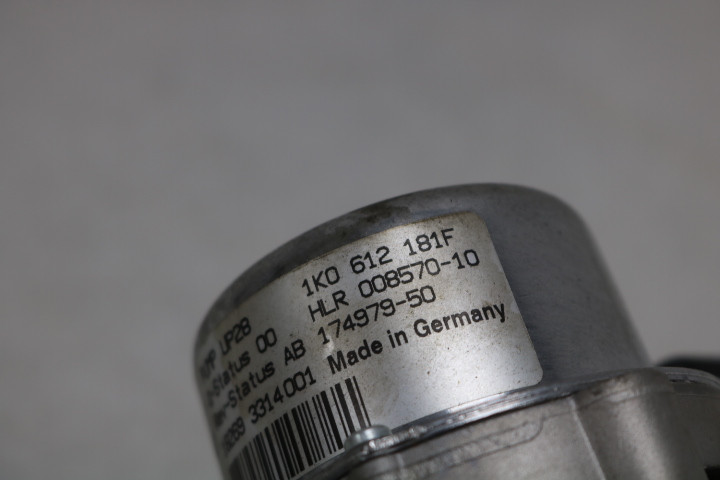 UP28 1K0 612 181F
Status 00 HLR 008570-10
-Status AB 174979-50
3314001 Made in Germany